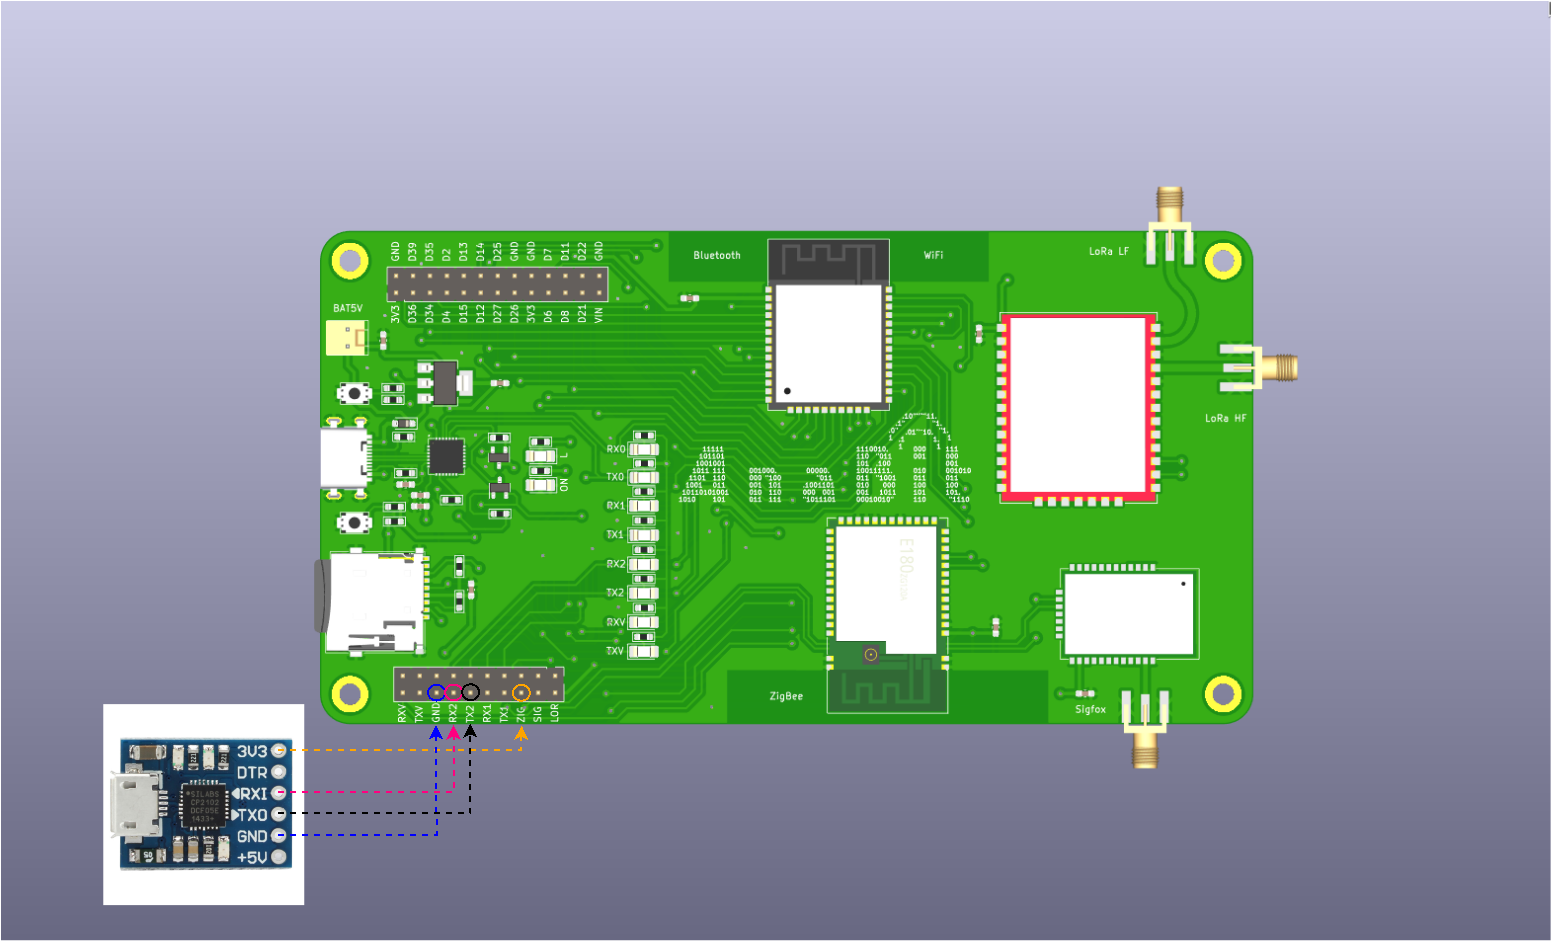 GND D39 D35 D2 D13 D14 D25 GND GND D7 D11 D22 GND
3V3 D36 D34 D4 D15 D12 D27 D26 3V3 D6 D8 D21 VIN
BAT5V
Bluetooth
WiFi
LoRa LF
LoRa HF
L
ON
RX0
TX0
RX1
TX1
RX2
TX2
RXV
TXV
E180
ZigBee
Sigfox
RXV TXV GND RX2 TX2 RX1 TX1 ZIG SIG LOR
3V3
DTR
RXI
TXO
GND
+5V
SILABS
CP2102
DCF05E
1433+